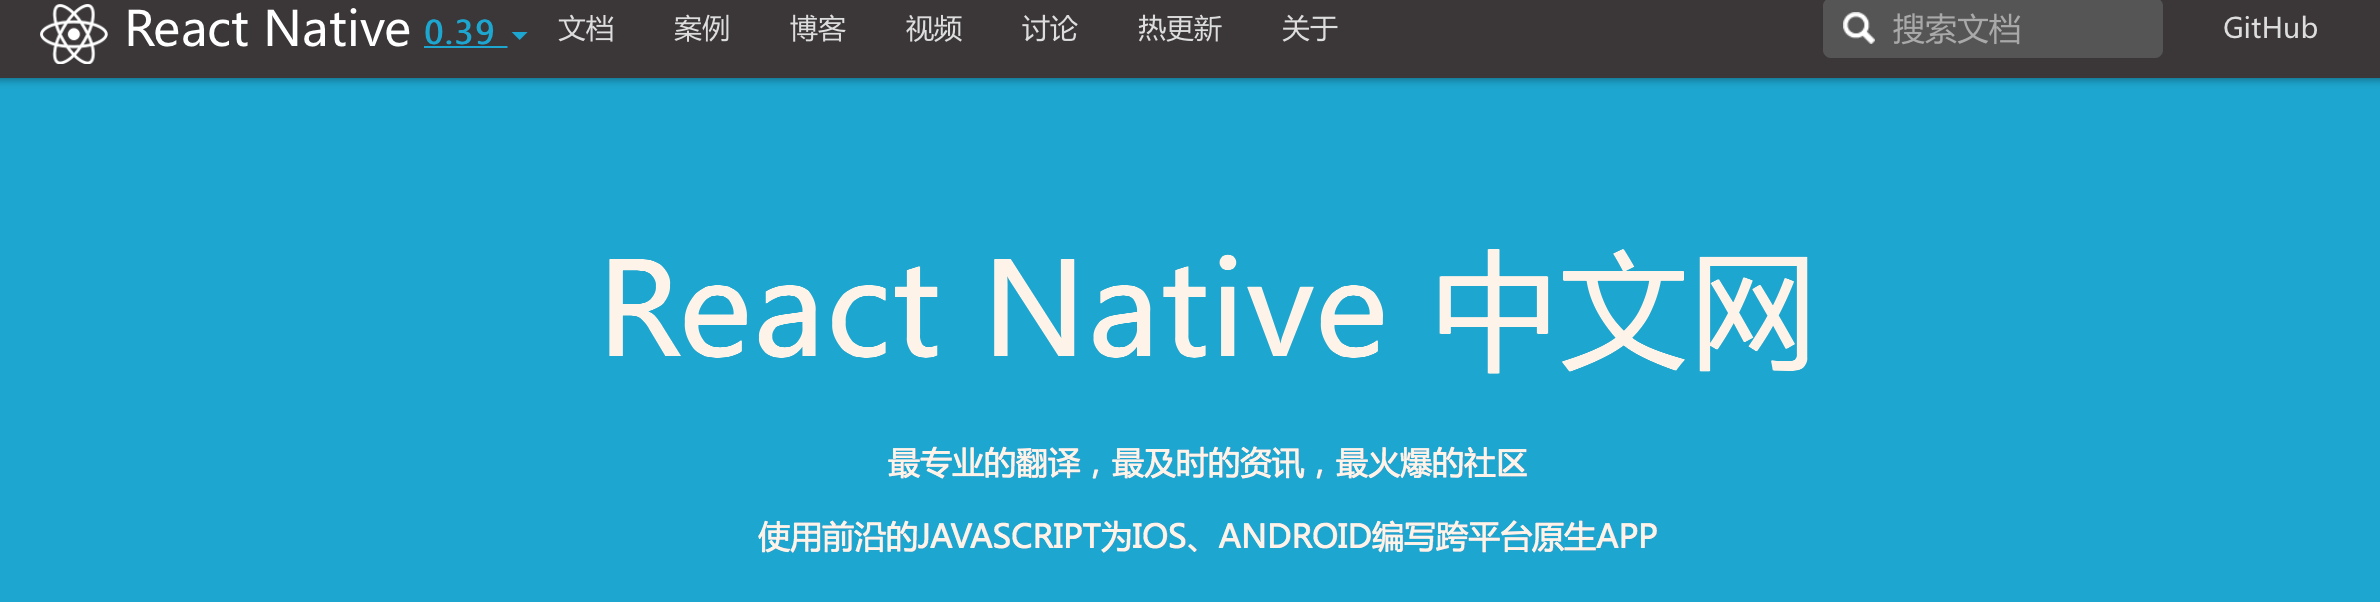 React Native 0.39 文档 案例 博客 视频 讨论 热更新 关于 搜索文档 GitHub
React Native 中文网
最专业的翻译，最及时的资讯，最火爆的社区
使用前沿的JAVASCRIPT为IOS、ANDROID编写跨平台原生APP